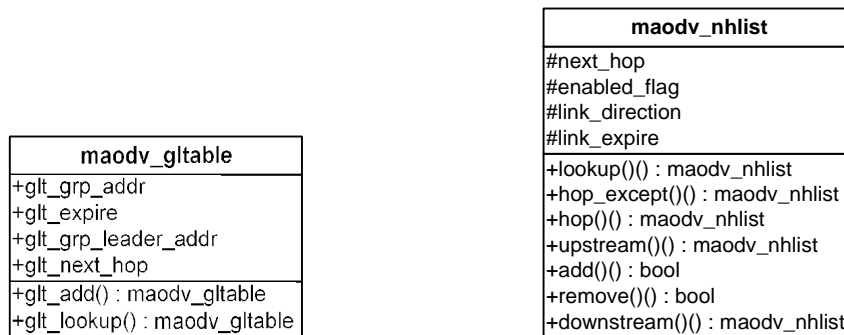 maodv_gltable
+glt_grp_addr
+glt_expire
+glt_grp_leader_addr
+glt_next_hop
+glt_add() : maodv_gltable
+glt_lookup() : maodv_gltable
maodv_nhlist
#next_hop
#enabled_flag
#link_direction
#link_expire
+lookup()() : maodv_nhlist
+hop_except()() : maodv_nhlist
+hop()() : maodv_nhlist
+upstream()() : maodv_nhlist
+add()() : bool
+remove()() : bool
+downstream()() : maodv_nhlist